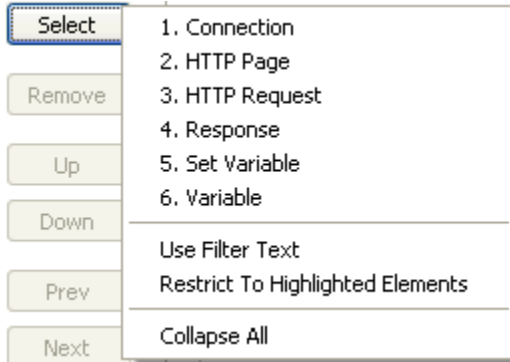 Select
Remove
Up
Down
Prev
Next
1. Connection
2. HTTP Page
3. HTTP Request
4. Response
5. Set Variable
6. Variable
Use Filter Text
Restrict To Highlighted Elements
Collapse All